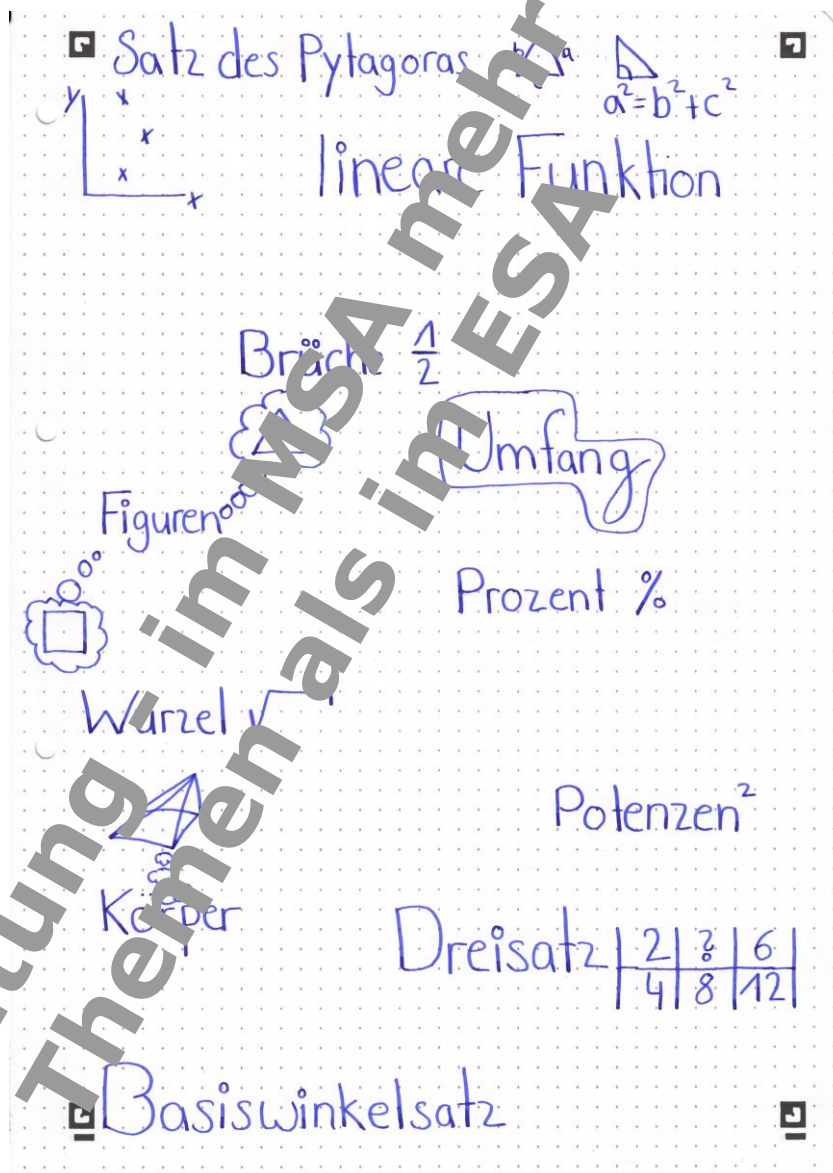 Satz des Pytagoras
b a
b
a²=b²+c²
y
x
lineare Funktion
Brüche 1/2
Umfang
Figuren
Prozent %
Wurzel √
Potenzen²
Körper
Dreisatz | 2 | ? | 6 |
| 4 | 8 | 12 |
Basiswinkelsatz
tung - im MSA mehr
Themen als im ESA